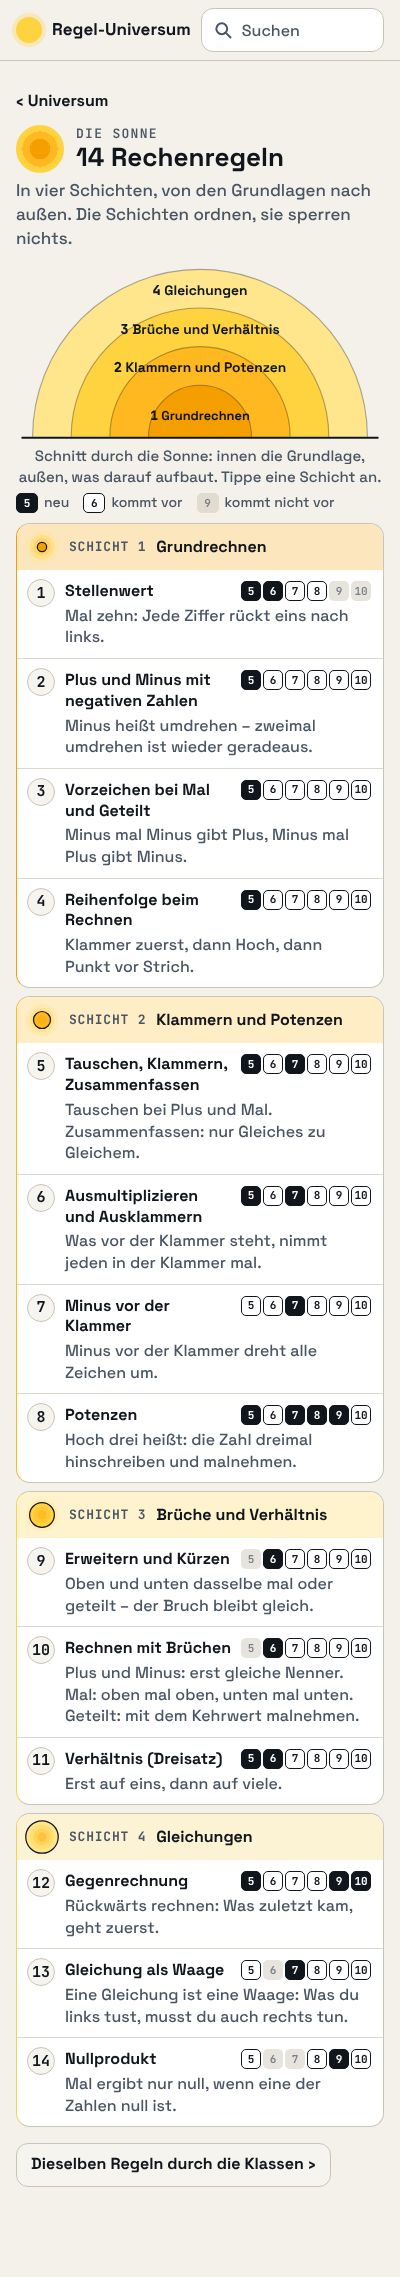 Regel-Universum
Suchen
‹ Universum
DIE SONNE
14 Rechenregeln
In vier Schichten, von den Grundlagen nach
außen. Die Schichten ordnen, sie sperren
nichts.
4 Gleichungen
3 Brüche und Verhältnis
2 Klammern und Potenzen
1 Grundrechnen
Schnitt durch die Sonne: innen die Grundlage,
außen, was darauf aufbaut. Tippe eine Schicht an.
5 neu 6 kommt vor 9 kommt nicht vor
SCHICHT 1 Grundrechnen
1 Stellenwert 5 6 7 8 9 10
Mal zehn: Jede Ziffer rückt eins nach
links.
2 Plus und Minus mit 5 6 7 8 9 10
negativen Zahlen
Minus heißt umdrehen – zweimal
umdrehen ist wieder geradeaus.
3 Vorzeichen bei Mal 5 6 7 8 9 10
und Geteilt
Minus mal Minus gibt Plus, Minus mal
Plus gibt Minus.
4 Reihenfolge beim 5 6 7 8 9 10
Rechnen
Klammer zuerst, dann Hoch, dann
Punkt vor Strich.
SCHICHT 2 Klammern und Potenzen
5 Tauschen, Klammern, 5 6 7 8 9 10
Zusammenfassen
Tauschen bei Plus und Mal.
Zusammenfassen: nur Gleiches zu
Gleichem.
6 Ausmultiplizieren 5 6 7 8 9 10
und Ausklammern
Was vor der Klammer steht, nimmt
jeden in der Klammer mal.
7 Minus vor der 5 6 7 8 9 10
Klammer
Minus vor der Klammer dreht alle
Zeichen um.
8 Potenzen 5 6 7 8 9 10
Hoch drei heißt: die Zahl dreimal
hinschreiben und malnehmen.
SCHICHT 3 Brüche und Verhältnis
9 Erweitern und Kürzen 5 6 7 8 9 10
Oben und unten dasselbe mal oder
geteilt – der Bruch bleibt gleich.
10 Rechnen mit Brüchen 5 6 7 8 9 10
Plus und Minus: erst gleiche Nenner.
Mal: oben mal oben, unten mal unten.
Geteilt: mit dem Kehrwert malnehmen.
11 Verhältnis (Dreisatz) 5 6 7 8 9 10
Erst auf eins, dann auf viele.
SCHICHT 4 Gleichungen
12 Gegenrechnung 5 6 7 8 9 10
Rückwärts rechnen: Was zuletzt kam,
geht zuerst.
13 Gleichung als Waage 5 6 7 8 9 10
Eine Gleichung ist eine Waage: Was du
links tust, musst du auch rechts tun.
14 Nullprodukt 5 6 7 8 9 10
Mal ergibt nur null, wenn eine der
Zahlen null ist.
Dieselben Regeln durch die Klassen ›